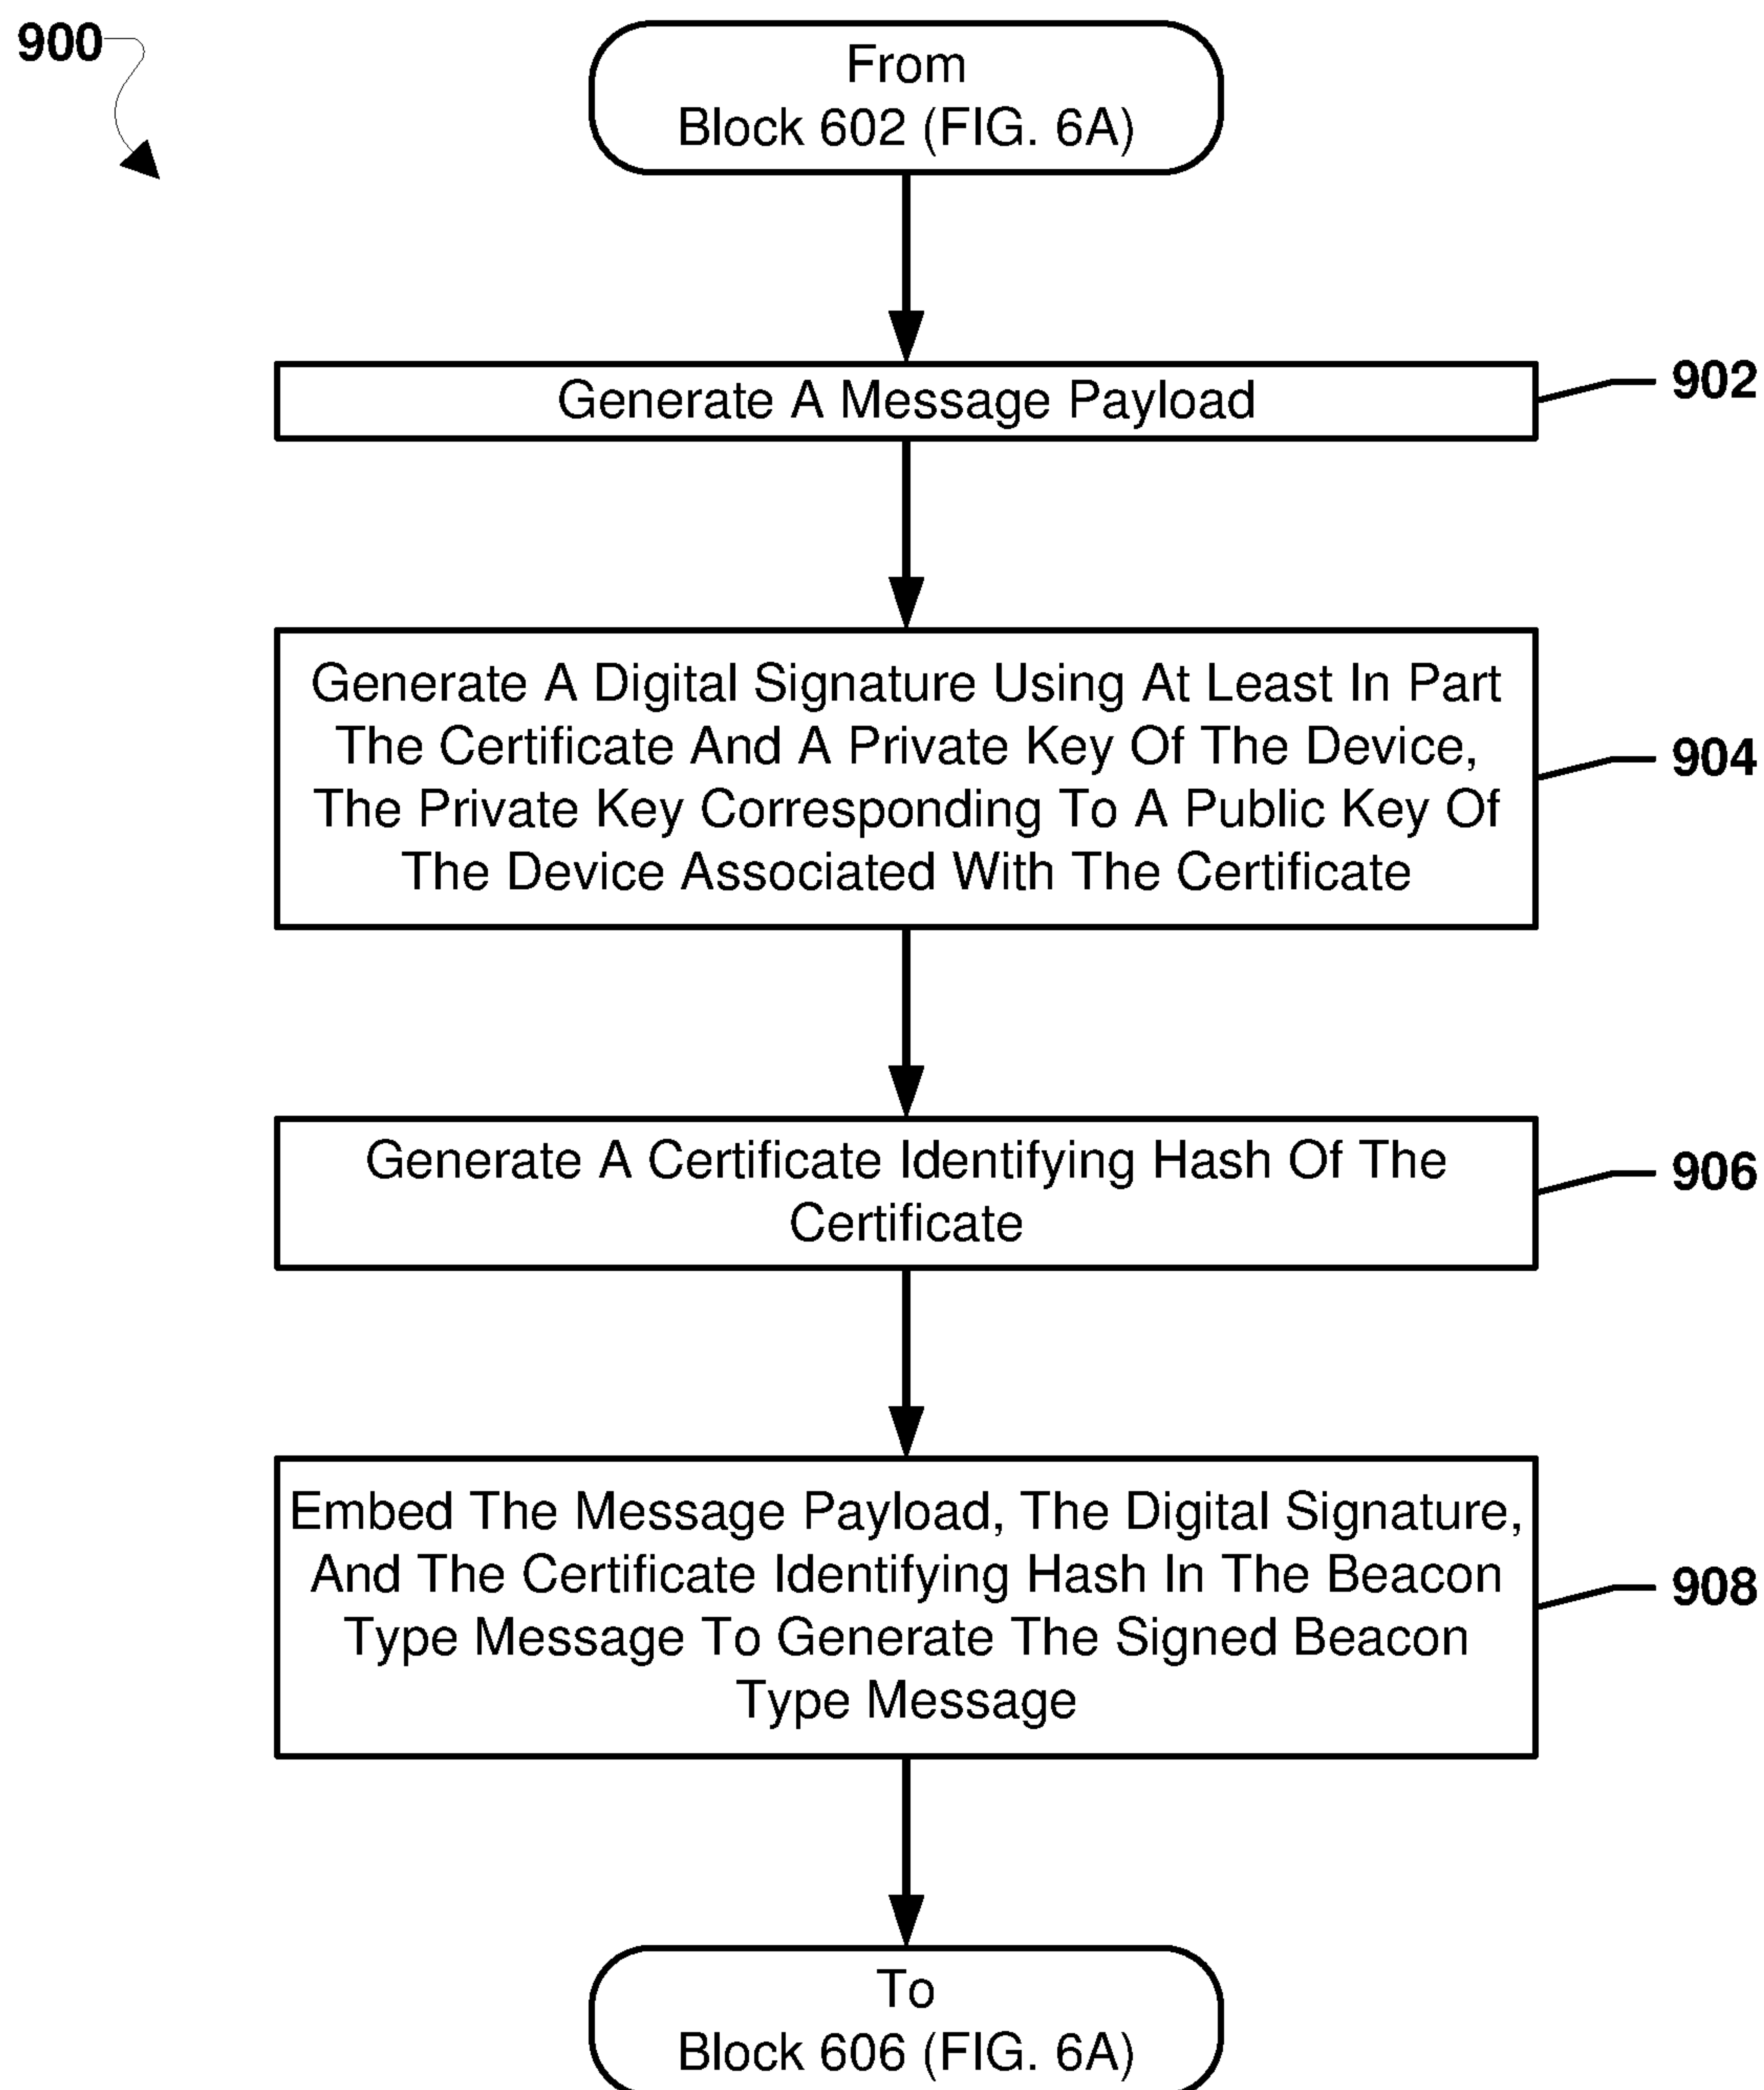 900
From
Block 602 (FIG. 6A)
Generate A Message Payload
902
Generate A Digital Signature Using At Least In Part
The Certificate And A Private Key Of The Device,
The Private Key Corresponding To A Public Key Of
The Device Associated With The Certificate
904
Generate A Certificate Identifying Hash Of The
Certificate
906
Embed The Message Payload, The Digital Signature,
And The Certificate Identifying Hash In The Beacon
Type Message To Generate The Signed Beacon
Type Message
908
To
Block 606 (FIG. 6A)